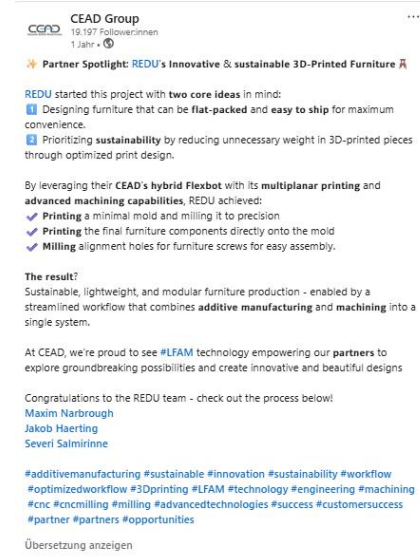 CEAD
CEAD Group
19.197 Follower:innen
1 Jahr •
Partner Spotlight: REDU's Innovative & sustainable 3D-Printed Furniture
REDU started this project with two core ideas in mind:
1 Designing furniture that can be flat-packed and easy to ship for maximum
convenience.
2 Prioritizing sustainability by reducing unnecessary weight in 3D-printed pieces
through optimized print design.
By leveraging their CEAD's hybrid Flexbot with its multiplanar printing and
advanced machining capabilities, REDU achieved:
Printing a minimal mold and milling it to precision
Printing the final furniture components directly onto the mold
Milling alignment holes for furniture screws for easy assembly.
The result?
Sustainable, lightweight, and modular furniture production - enabled by a
streamlined workflow that combines additive manufacturing and machining into a
single system.
At CEAD, we're proud to see #LFAM technology empowering our partners to
explore groundbreaking possibilities and create innovative and beautiful designs
Congratulations to the REDU team - check out the process below!
Maxim Narbrough
Jakob Haerting
Severi Salmirinne
#additivemanufacturing #sustainable #innovation #sustainability #workflow
#optimizedworkflow #3Dprinting #LFAM #technology #engineering #machining
#cnc #cncmilling #milling #advancedtechnologies #success #customersuccess
#partner #partners #opportunities
Übersetzung anzeigen